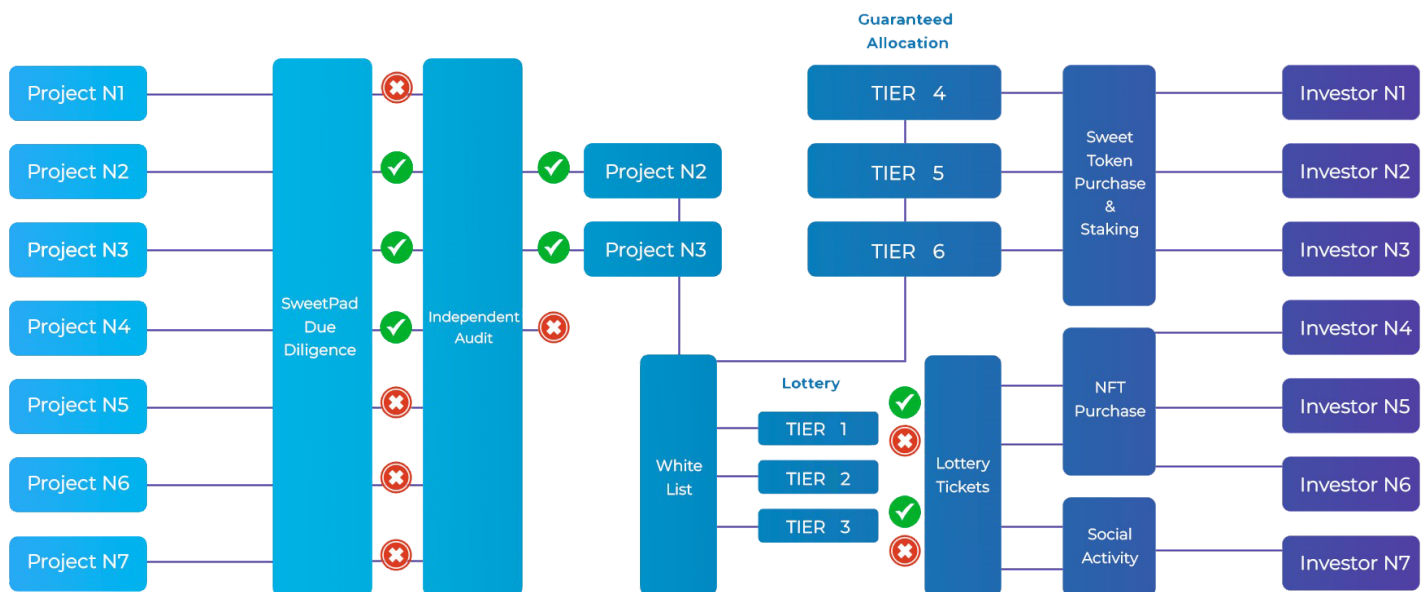 Guaranteed
Allocation
Project N1
Project N2
Project N3
Project N4
Project N5
Project N6
Project N7
SweetPad
Due
Diligence
Independent
Audit
Project N2
Project N3
White
List
Lottery
TIER 1
TIER 2
TIER 3
TIER 4
TIER 5
TIER 6
Lottery
Tickets
Sweet
Token
Purchase
&
Staking
NFT
Purchase
Social
Activity
Investor N1
Investor N2
Investor N3
Investor N4
Investor N5
Investor N6
Investor N7